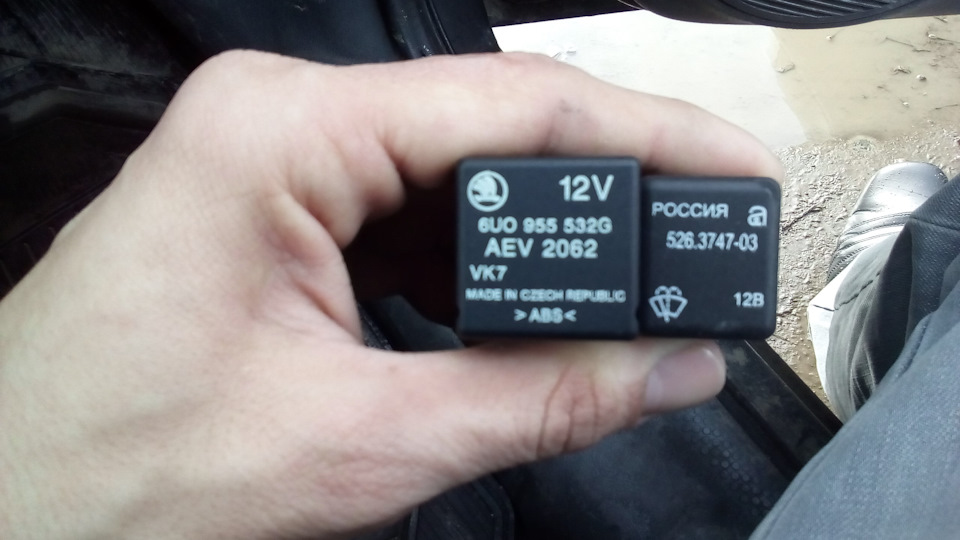 12V
6U0 955 532G
AEV 2062
VK7
MADE IN CZECH REPUBLIC
>ABS<
РОССИЯ
526.3747-03
12В